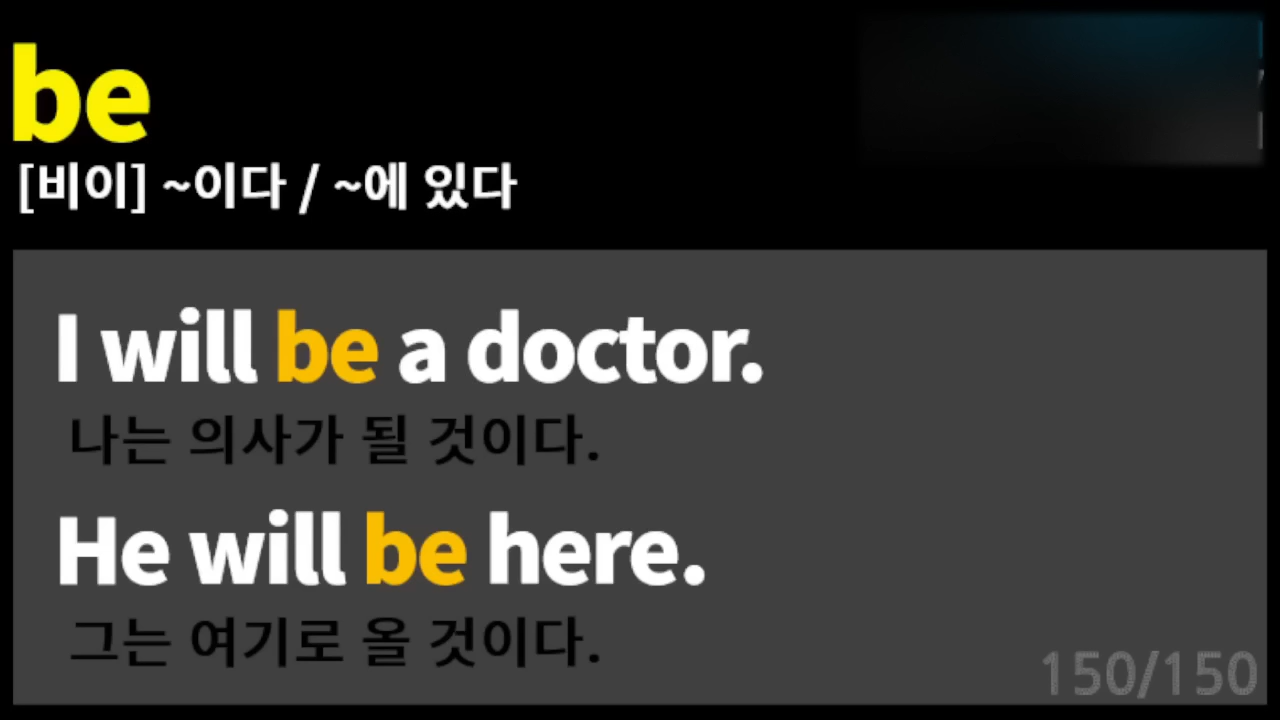 be
[비이] ~이다 / ~에 있다
I will be a doctor.
나는 의사가 될 것이다.
He will be here.
그는 여기로 올 것이다.
150/150